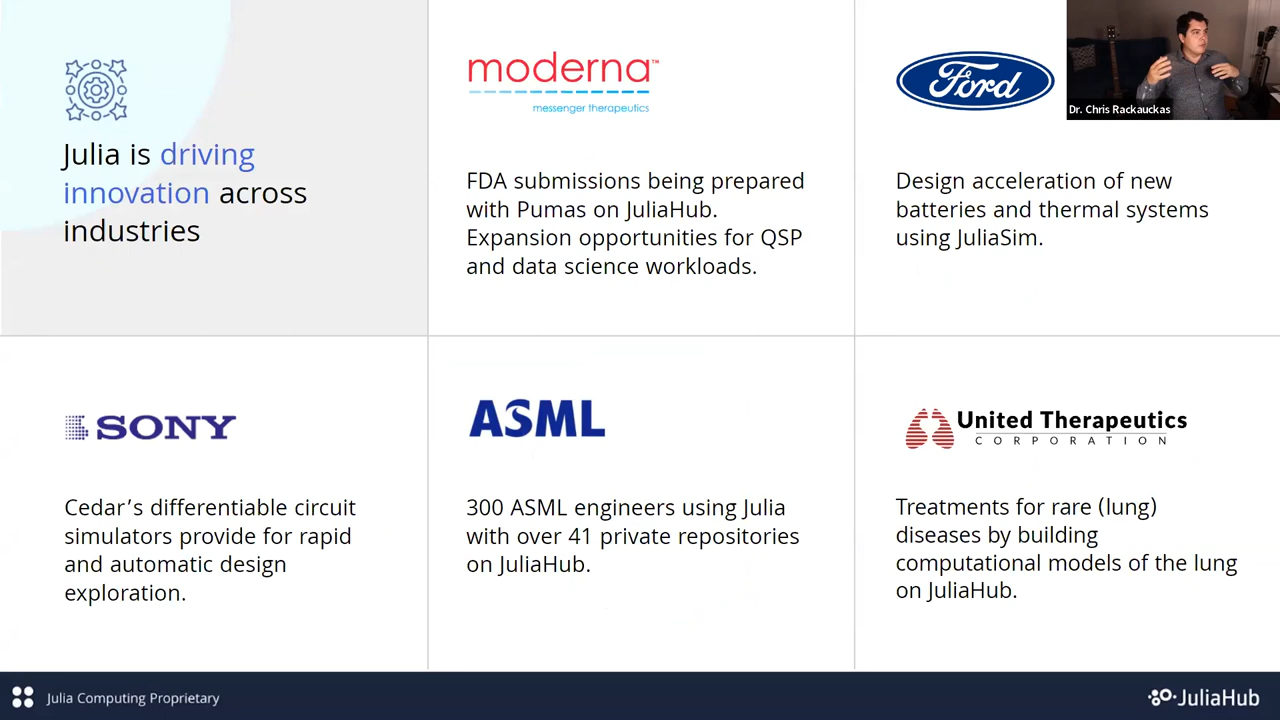 Julia is driving
innovation across
industries
moderna™
messenger therapeutics
FDA submissions being prepared
with Pumas on JuliaHub.
Expansion opportunities for QSP
and data science workloads.
Ford
Dr. Chris Rackauckas
Design acceleration of new
batteries and thermal systems
using JuliaSim.
SONY
Cedar’s differentiable circuit
simulators provide for rapid
and automatic design
exploration.
ASML
300 ASML engineers using Julia
with over 41 private repositories
on JuliaHub.
United Therapeutics
CORPORATION
Treatments for rare (lung)
diseases by building
computational models of the lung
on JuliaHub.
Julia Computing Proprietary
JuliaHub